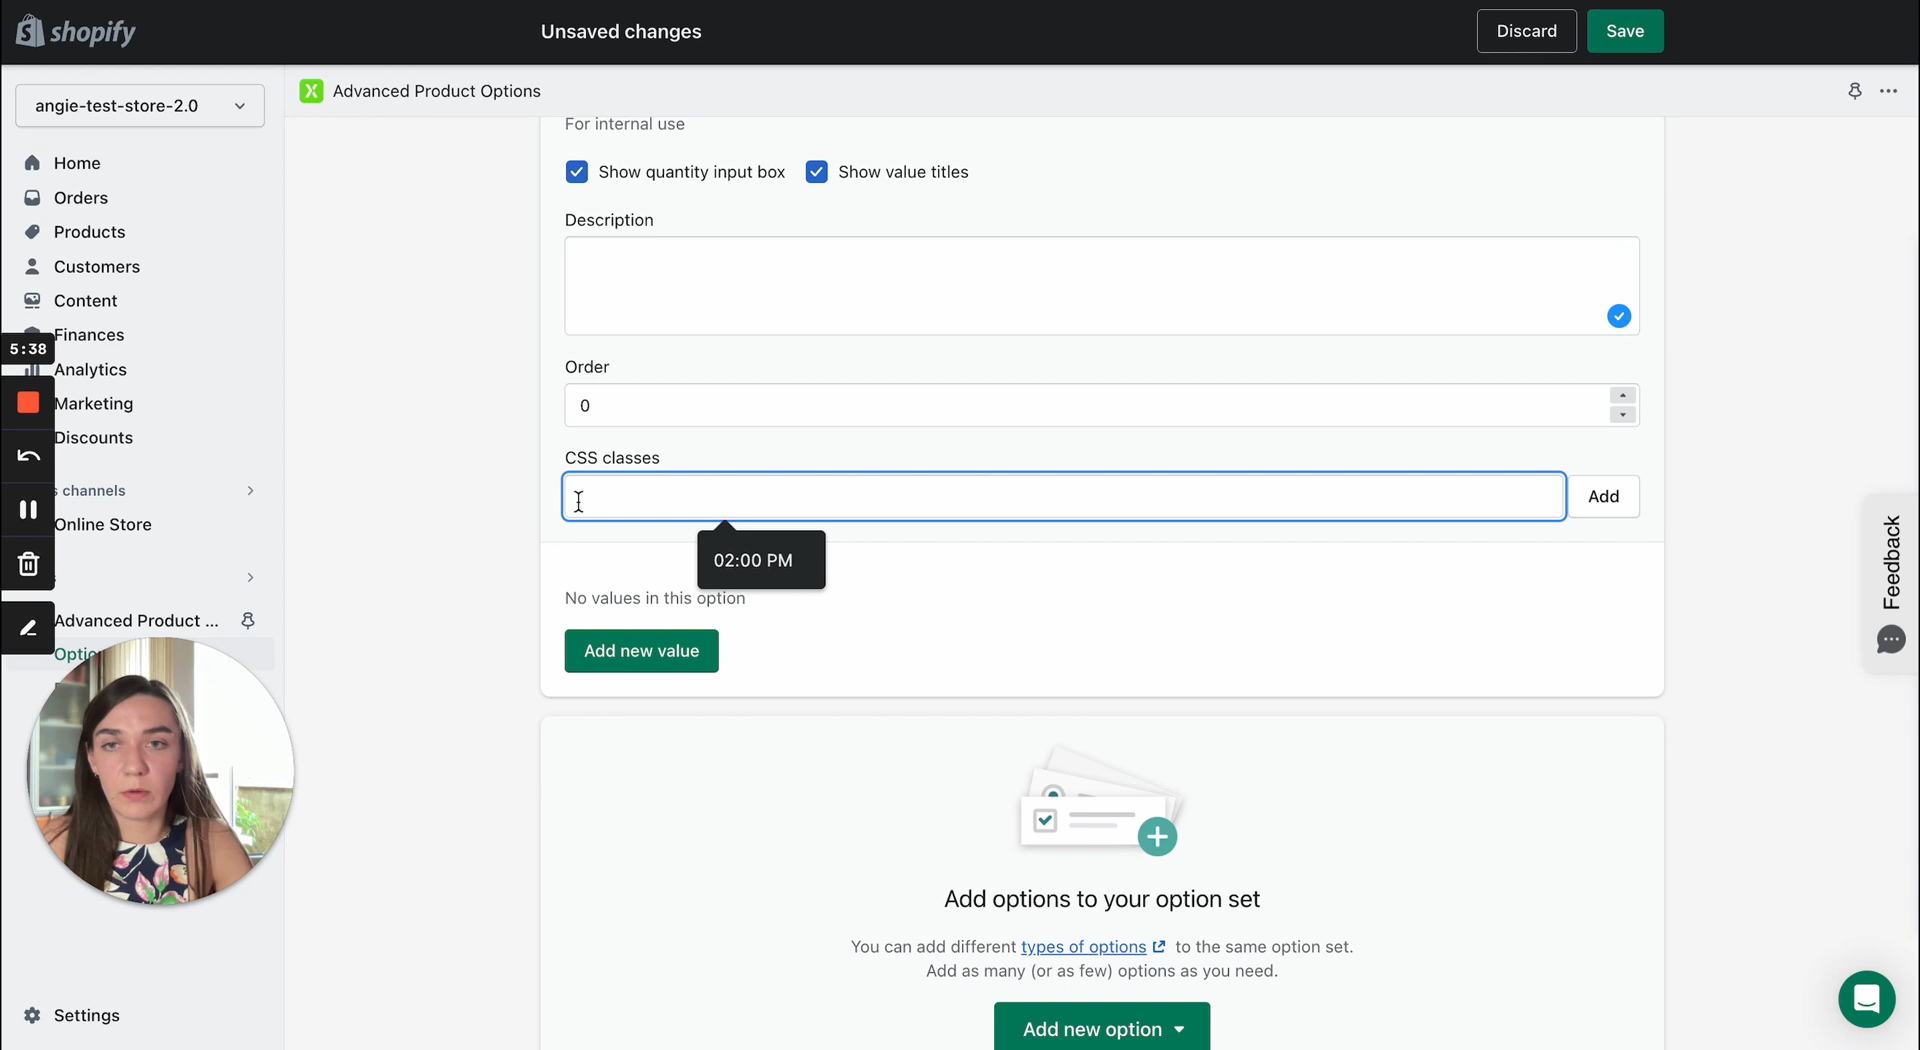 shopify
Unsaved changes
Discard
Save
angie-test-store-2.0
Advanced Product Options
Home
Orders
Products
Customers
Content
Finances
5:38
Analytics
Marketing
Discounts
s channels
Online Store
Advanced Product ...
Optio
Settings
For internal use
Show quantity input box
Show value titles
Description
Order
0
CSS classes
Add
02:00 PM
No values in this option
Add new value
Add options to your option set
You can add different types of options to the same option set.
Add as many (or as few) options as you need.
Add new option
Feedback